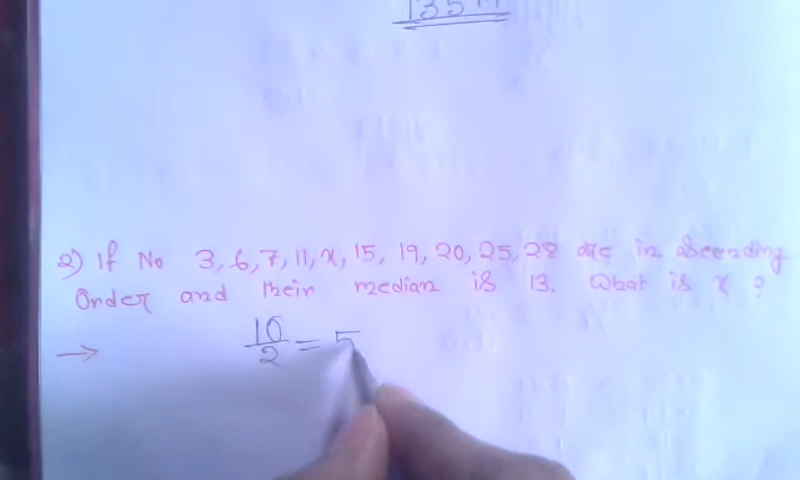 2) If No 3, 6, 7, 11, x, 15, 19, 20, 25, 28 are in ascending
Order and their median is 13. What is x ?
→ 10/2 = 5